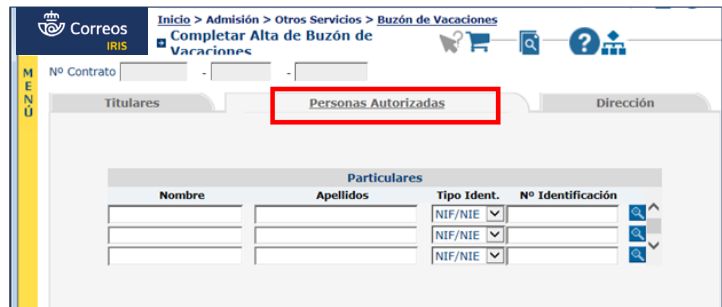 Correos
IRIS
Inicio > Admisión > Otros Servicios > Buzón de Vacaciones
Completar Alta de Buzón de
Vacaciones
MENÚ
Nº Contrato - -
Titulares Personas Autorizadas Dirección
Particulares
Nombre Apellidos Tipo Ident. Nº Identificación
NIF/NIE
NIF/NIE
NIF/NIE